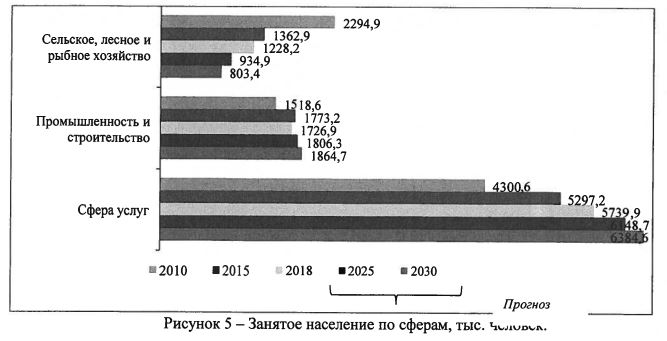 Сельское, лесное и
рыбное хозяйство
2294,9
1362,9
1228,2
934,9
803,4
Промышленность и
строительство
1518,6
1773,2
1726,9
1806,3
1864,7
Сфера услуг
4300,6
5297,2
5739,9
6148,7
6384,6
2010 2015 2018 2025 2030
Прогноз
Рисунок 5 – Занятое население по сферам, тыс. человек.